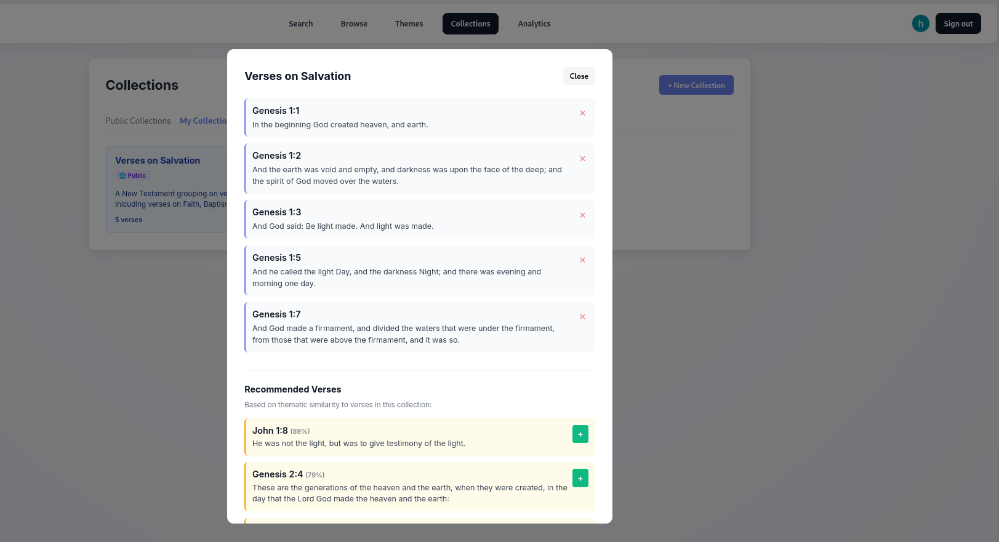 Search
Browse
Themes
Collections
Analytics
h
Sign out
Collections
+ New Collection
Public Collections
My Collectio
Verses on Salvation
Public
A New Testament grouping on ve
Inlcuding verses on Faith, Baptisr
5 verses
Verses on Salvation
Close
Genesis 1:1
In the beginning God created heaven, and earth.
Genesis 1:2
And the earth was void and empty, and darkness was upon the face of the deep; and
the spirit of God moved over the waters.
Genesis 1:3
And God said: Be light made. And light was made.
Genesis 1:5
And he called the light Day, and the darkness Night; and there was evening and
morning one day.
Genesis 1:7
And God made a firmament, and divided the waters that were under the firmament,
from those that were above the firmament, and it was so.
Recommended Verses
Based on thematic similarity to verses in this collection:
John 1:8 (89%)
+
He was not the light, but was to give testimony of the light.
Genesis 2:4 (79%)
+
These are the generations of the heaven and the earth, when they were created, in the
day that the Lord God made the heaven and the earth: